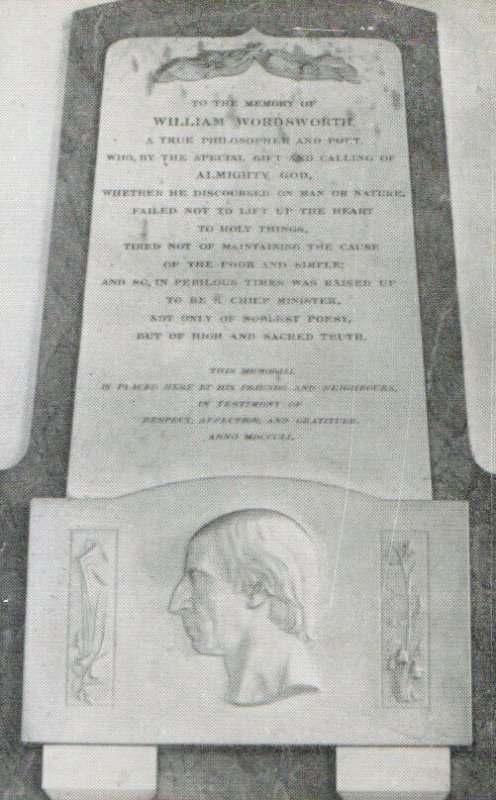 TO THE MEMORY OF
WILLIAM WORDSWORTH
A TRUE PHILOSOPHER AND POET,
WHO, BY THE SPECIAL GIFT AND CALLING OF
ALMIGHTY GOD,
WHETHER HE DISCOURSED ON MAN OR NATURE,
FAILED NOT TO LIFT UP THE HEART
TO HOLY THINGS,
TIRED NOT OF MAINTAINING THE CAUSE
OF THE POOR AND SIMPLE;
AND SO, IN PERILOUS TIMES WAS RAISED UP
TO BE A CHIEF MINISTER,
NOT ONLY OF NOBLEST POESY,
BUT OF HIGH AND SACRED TRUTH.
THIS MEMORIAL
IS PLACED HERE BY HIS FRIENDS AND NEIGHBOURS,
IN TESTIMONY OF
RESPECT, AFFECTION, AND GRATITUDE.
ANNO MDCCCLI.